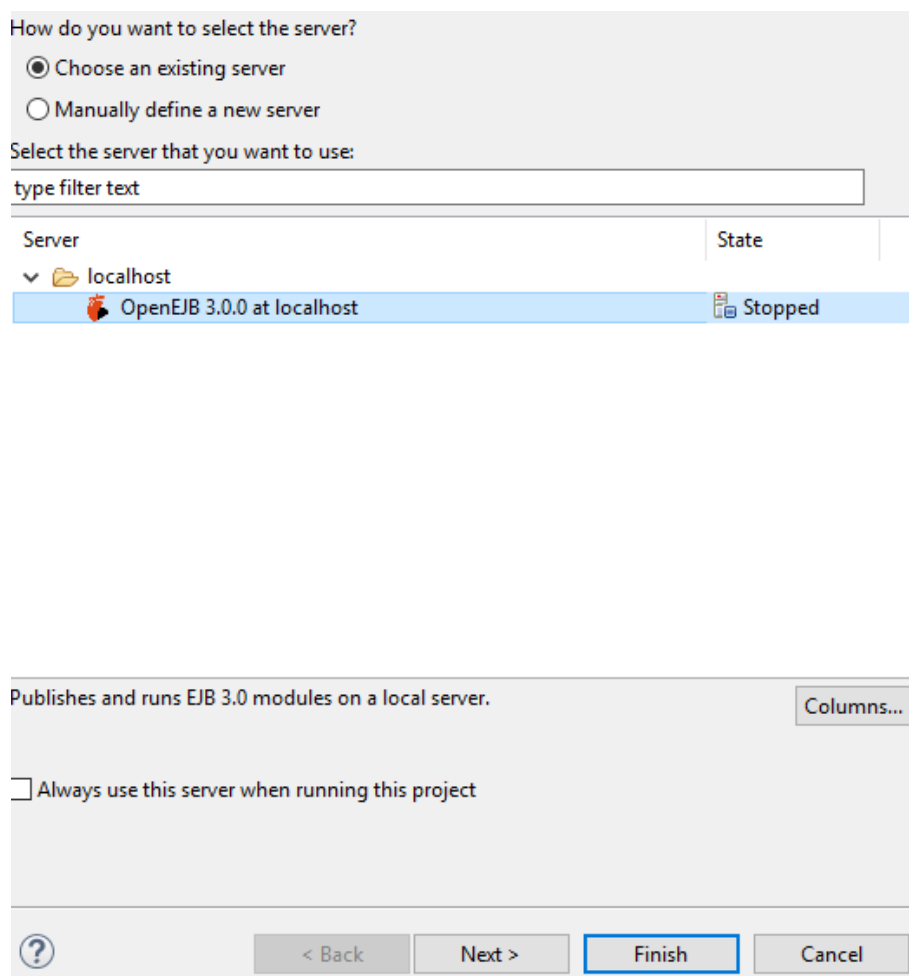 How do you want to select the server?
Choose an existing server
Manually define a new server
Select the server that you want to use:
type filter text
Server State
localhost
OpenEJB 3.0.0 at localhost Stopped
Publishes and runs EJB 3.0 modules on a local server.
Columns...
Always use this server when running this project
? < Back Next > Finish Cancel